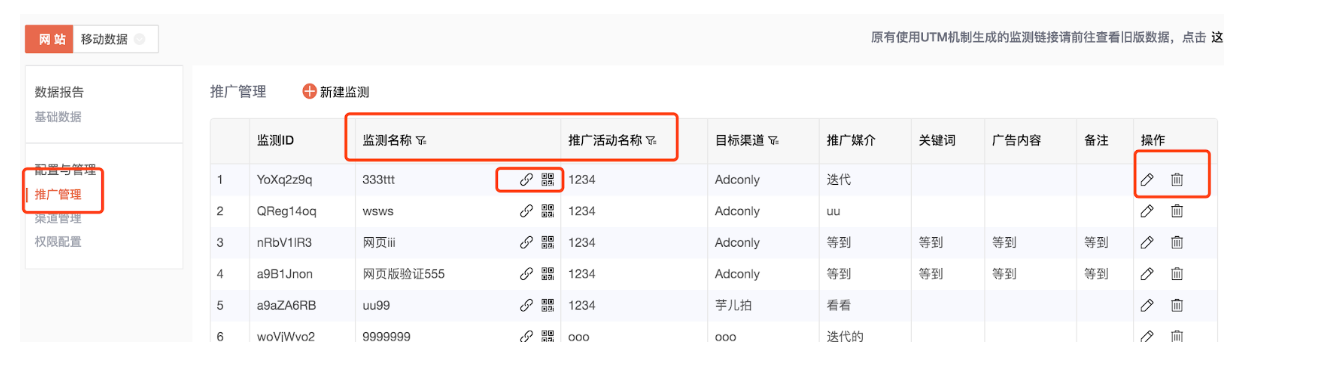 网 站 移动数据
原有使用UTM机制生成的监测链接请前往查看旧版数据，点击 这
数据报告
基础数据
配置与管理
推广管理
渠道管理
权限配置
推广管理 新建监测
监测ID 监测名称 推广活动名称 目标渠道 推广媒介 关键词 广告内容 备注 操作
1 YoXq2z9q 333ttt 1234 Adconly 迭代
2 QReg14oq wsws 1234 Adconly uu
3 nRbV1IR3 网页iii 1234 Adconly 等到 等到 等到 等到
4 a9B1Jnon 网页版验证555 1234 Adconly 等到 等到 等到 等到
5 a9aZA6RB uu99 1234 芋儿拍 看看
6 woVjWvo2 9999999 ooo ooo 迭代的